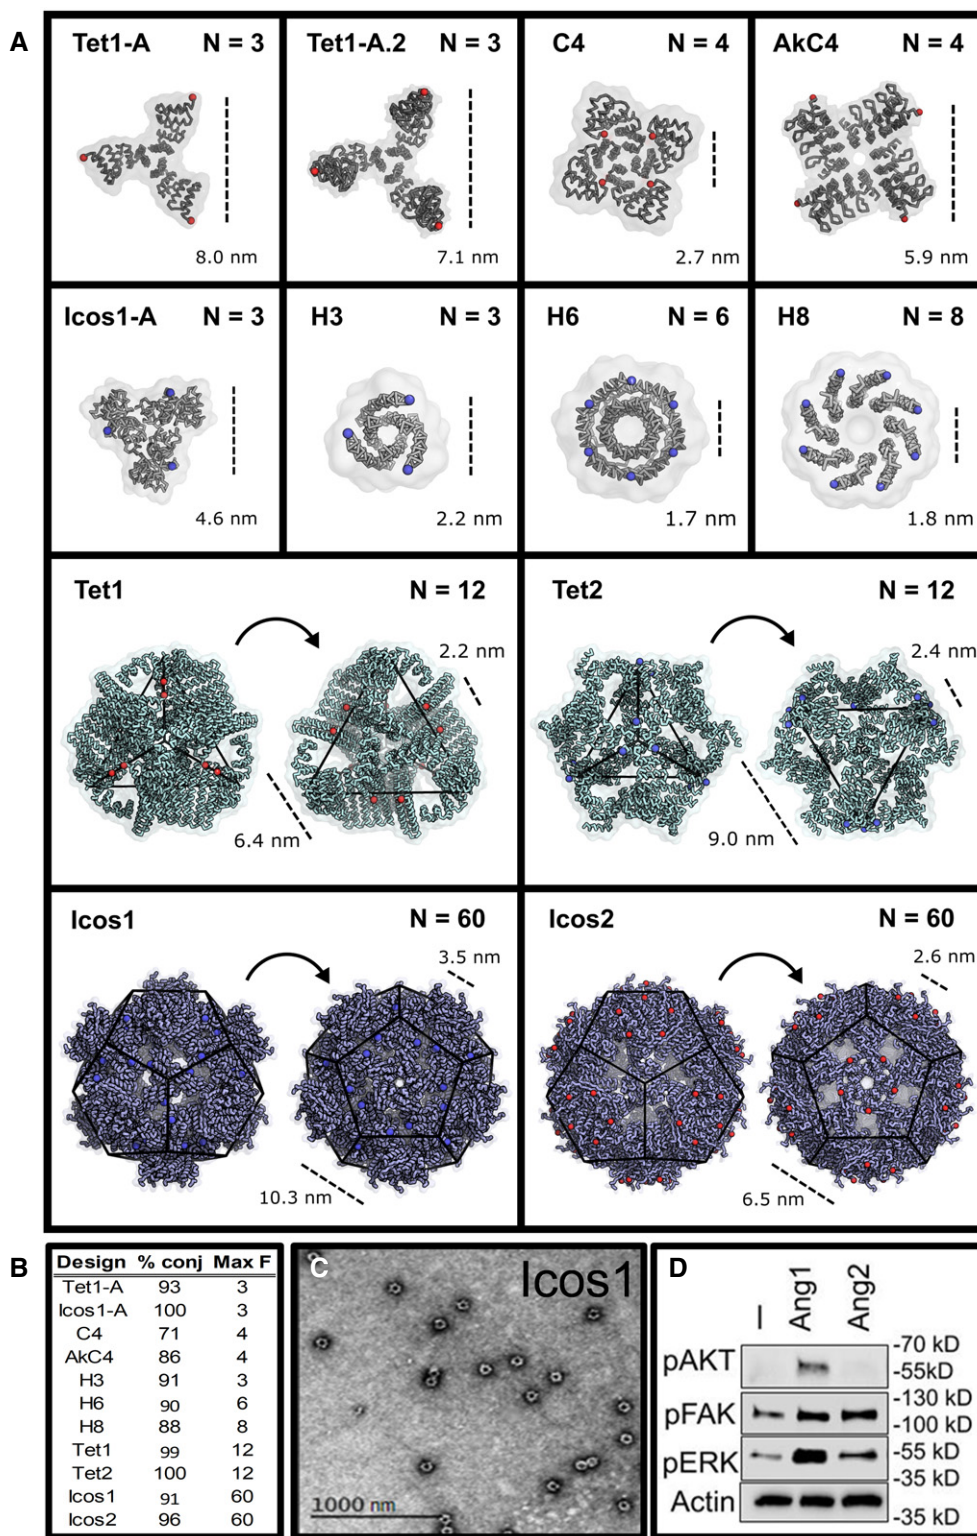 A
Tet1-A N = 3
8.0 nm
Tet1-A.2 N = 3
7.1 nm
C4 N = 4
2.7 nm
AkC4 N = 4
5.9 nm
Icos1-A N = 3
4.6 nm
H3 N = 3
2.2 nm
H6 N = 6
1.7 nm
H8 N = 8
1.8 nm
Tet1 N = 12
2.2 nm
6.4 nm
Tet2 N = 12
2.4 nm
9.0 nm
Icos1 N = 60
3.5 nm
10.3 nm
Icos2 N = 60
2.6 nm
6.5 nm
B
Design % conj Max F
Tet1-A 93 3
Icos1-A 100 3
C4 71 4
AkC4 86 4
H3 91 3
H6 90 6
H8 88 8
Tet1 99 12
Tet2 100 12
Icos1 91 60
Icos2 96 60
C
Icos1
1000 nm
D
- Ang1 Ang2
pAKT
-70 kD
-55kD
pFAK
-130 kD
-100 kD
pERK
-55 kD
-35 kD
Actin
-35 kD